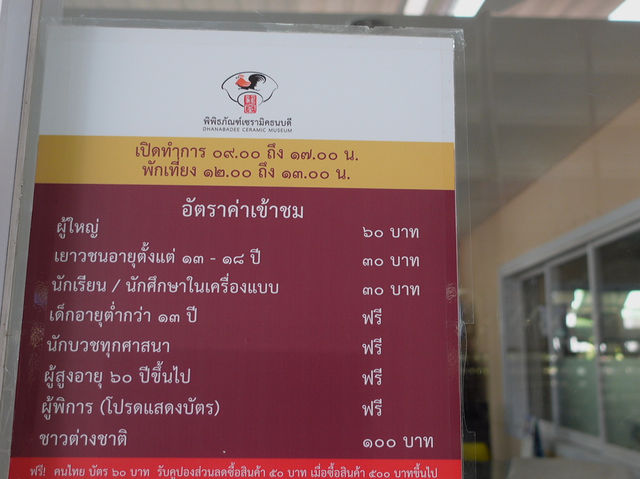 พิพิธภัณฑ์เซรามิคธนบดี
DHANABADEE CERAMIC MUSEUM
เปิดทำการ ๐๙.๐๐ ถึง ๑๗.๐๐ น.
พักเที่ยง ๑๒.๐๐ ถึง ๑๓.๐๐ น.
อัตราค่าเข้าชม
ผู้ใหญ่ ๖๐ บาท
เยาวชนอายุตั้งแต่ ๑๓ - ๑๘ ปี ๓๐ บาท
นักเรียน / นักศึกษาในเครื่องแบบ ๓๐ บาท
เด็กอายุต่ำกว่า ๑๓ ปี ฟรี
นักบวชทุกศาสนา ฟรี
ผู้สูงอายุ ๖๐ ปีขึ้นไป ฟรี
ผู้พิการ (โปรดแสดงบัตร) ฟรี
ชาวต่างชาติ ๑๐๐ บาท
ฟรี! คนไทย บัตร ๖๐ บาท รับคูปองส่วนลดซื้อสินค้า ๕๐ บาท เมื่อซื้อสินค้า ๕๐๐ บาทขึ้นไป